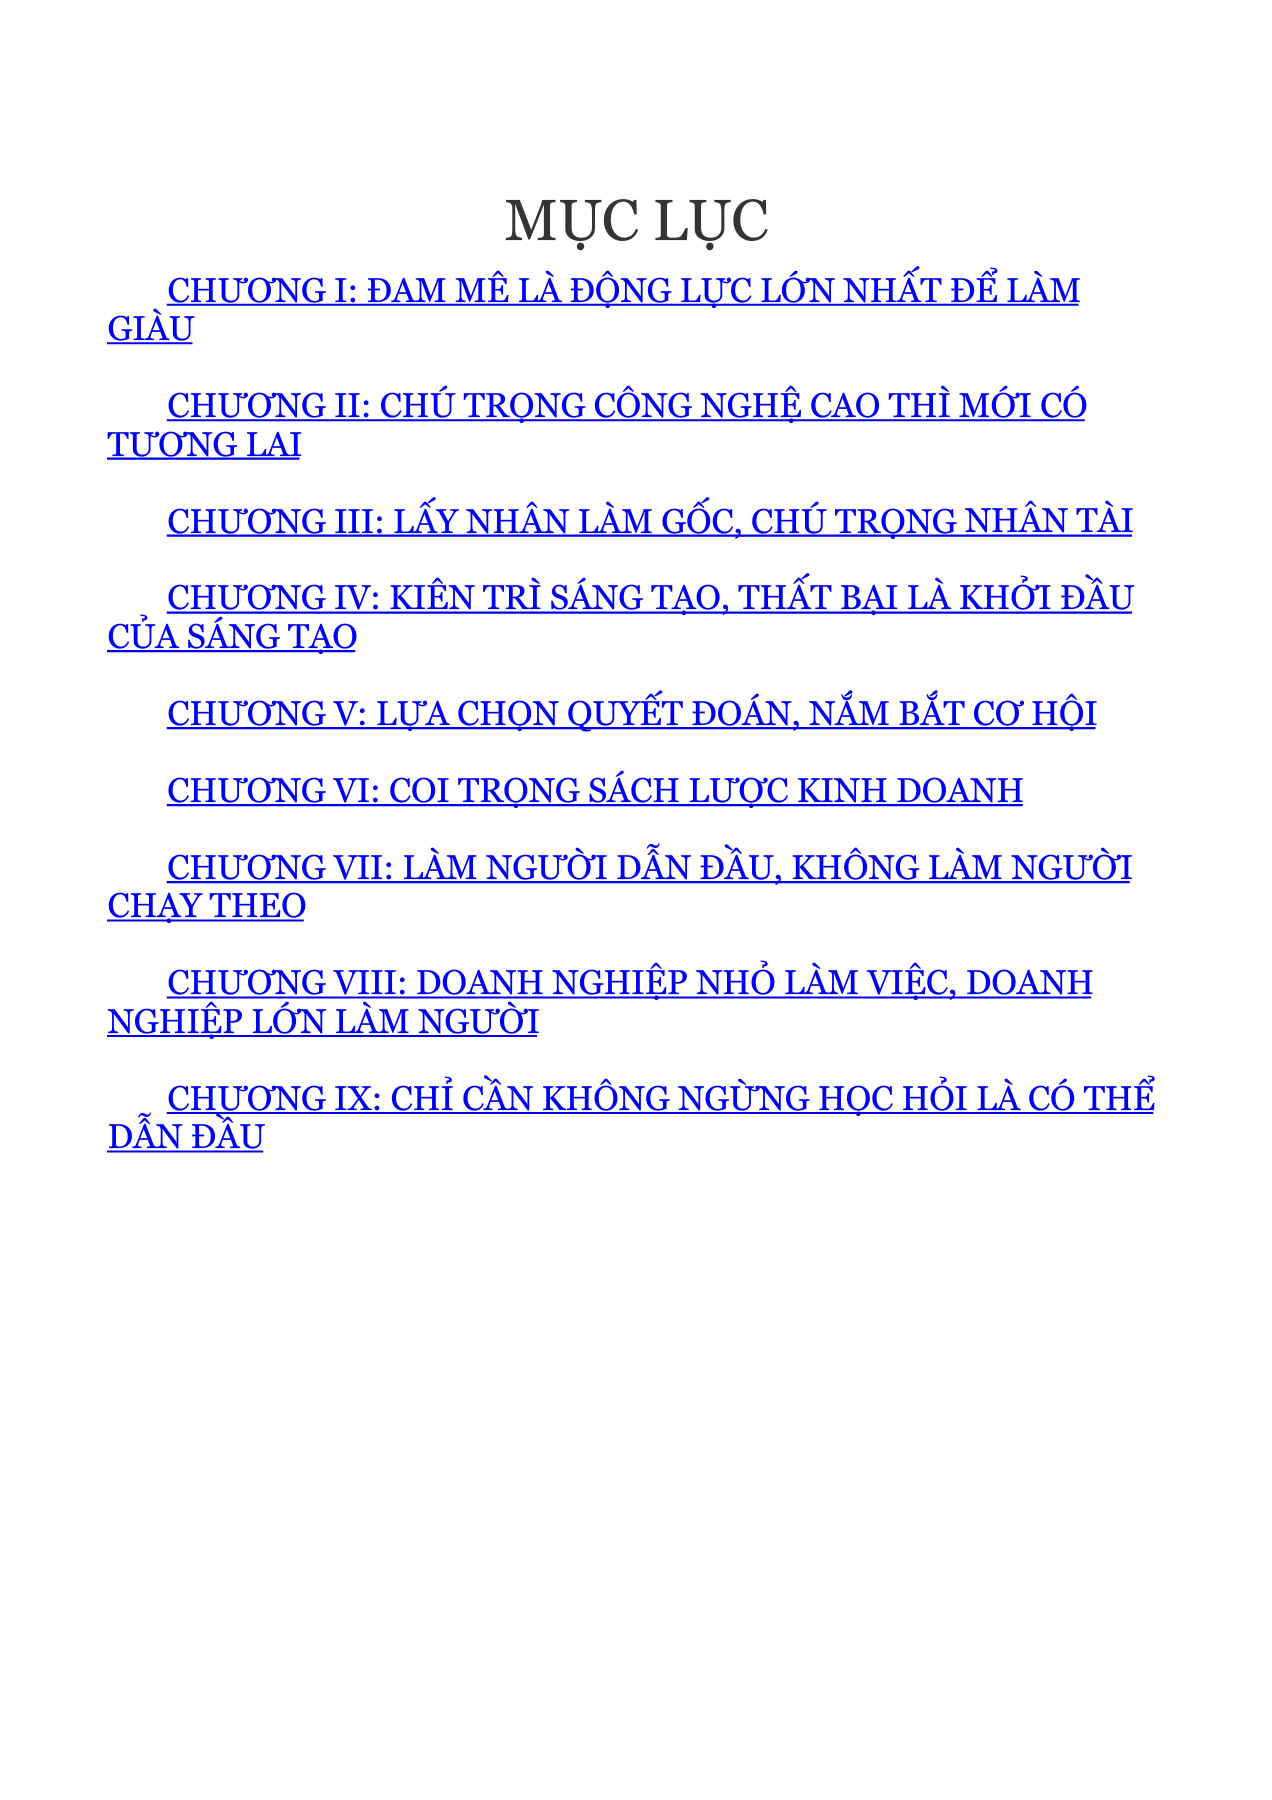 MỤC LỤC
CHƯƠNG I: ĐAM MÊ LÀ ĐỘNG LỰC LỚN NHẤT ĐỂ LÀM
GIÀU
CHƯƠNG II: CHÚ TRỌNG CÔNG NGHỆ CAO THÌ MỚI CÓ
TƯƠNG LAI
CHƯƠNG III: LẤY NHÂN LÀM GỐC, CHÚ TRỌNG NHÂN TÀI
CHƯƠNG IV: KIÊN TRÌ SÁNG TẠO, THẤT BẠI LÀ KHỞI ĐẦU
CỦA SÁNG TẠO
CHƯƠNG V: LỰA CHỌN QUYẾT ĐOÁN, NẮM BẮT CƠ HỘI
CHƯƠNG VI: COI TRỌNG SÁCH LƯỢC KINH DOANH
CHƯƠNG VII: LÀM NGƯỜI DẪN ĐẦU, KHÔNG LÀM NGƯỜI
CHẠY THEO
CHƯƠNG VIII: DOANH NGHIỆP NHỎ LÀM VIỆC, DOANH
NGHIỆP LỚN LÀM NGƯỜI
CHƯƠNG IX: CHỈ CẦN KHÔNG NGỪNG HỌC HỎI LÀ CÓ THỂ
DẪN ĐẦU